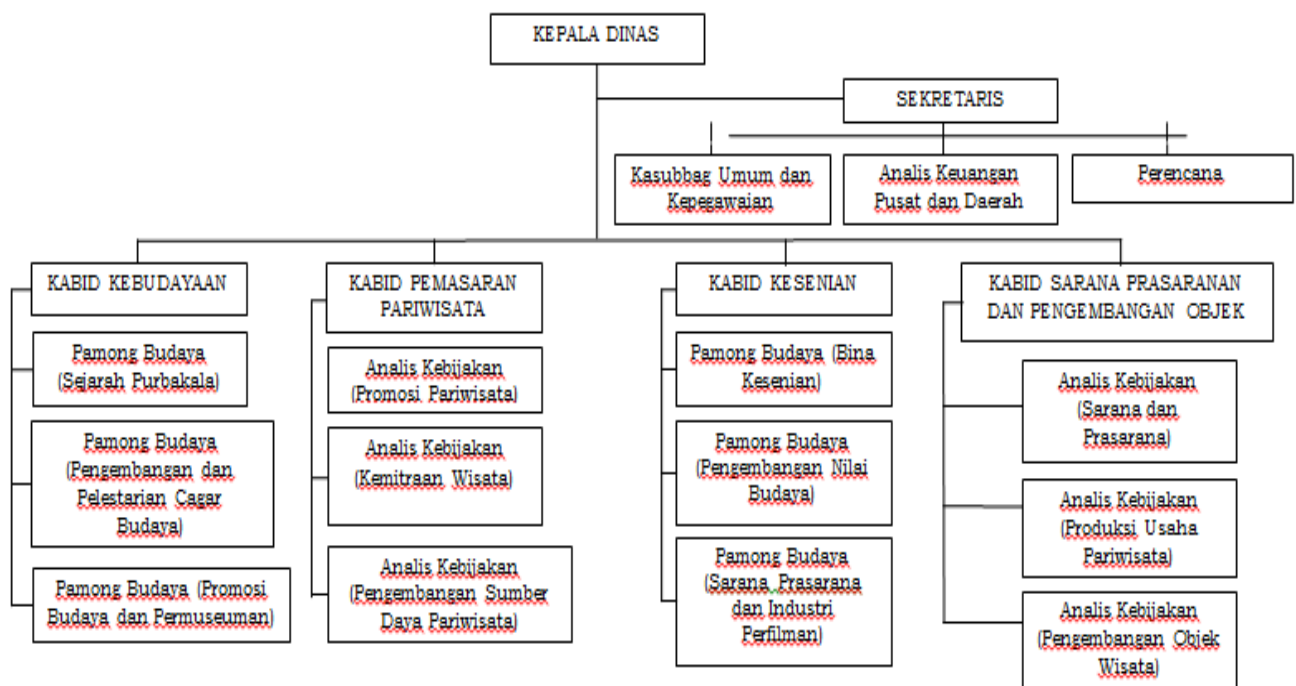 KEPALA DINAS
SEKRETARIS
Kasubbag Umum dan
Kepegawaian
Analis Keuangan
Pusat dan Daerah
Perencana
KABID KEBUDAYAAN
Pamong Budaya
(Sejarah Purbakala)
Pamong Budaya
(Pengembangan dan
Pelestarian Cagar
Budaya)
Pamong Budaya (Promosi
Budaya dan Permuseuman)
KABID PEMASARAN
PARIWISATA
Analis Kebijakan
(Promosi Pariwisata)
Analis Kebijakan
(Kemitraan Wisata)
Analis Kebijakan
(Pengembangan Sumber
Daya Pariwisata)
KABID KESENIAN
Pamong Budaya (Bina
Kesenian)
Pamong Budaya
(Pengembangan Nilai
Budaya)
Pamong Budaya
(Sarana Prasarana
dan Industri
Perfilman)
KABID SARANA PRASARANAN
DAN PENGEMBANGAN OBJEK
Analis Kebijakan
(Sarana dan
Prasarana)
Analis Kebijakan
(Produksi Usaha
Pariwisata)
Analis Kebijakan
(Pengembangan Objek
Wisata)